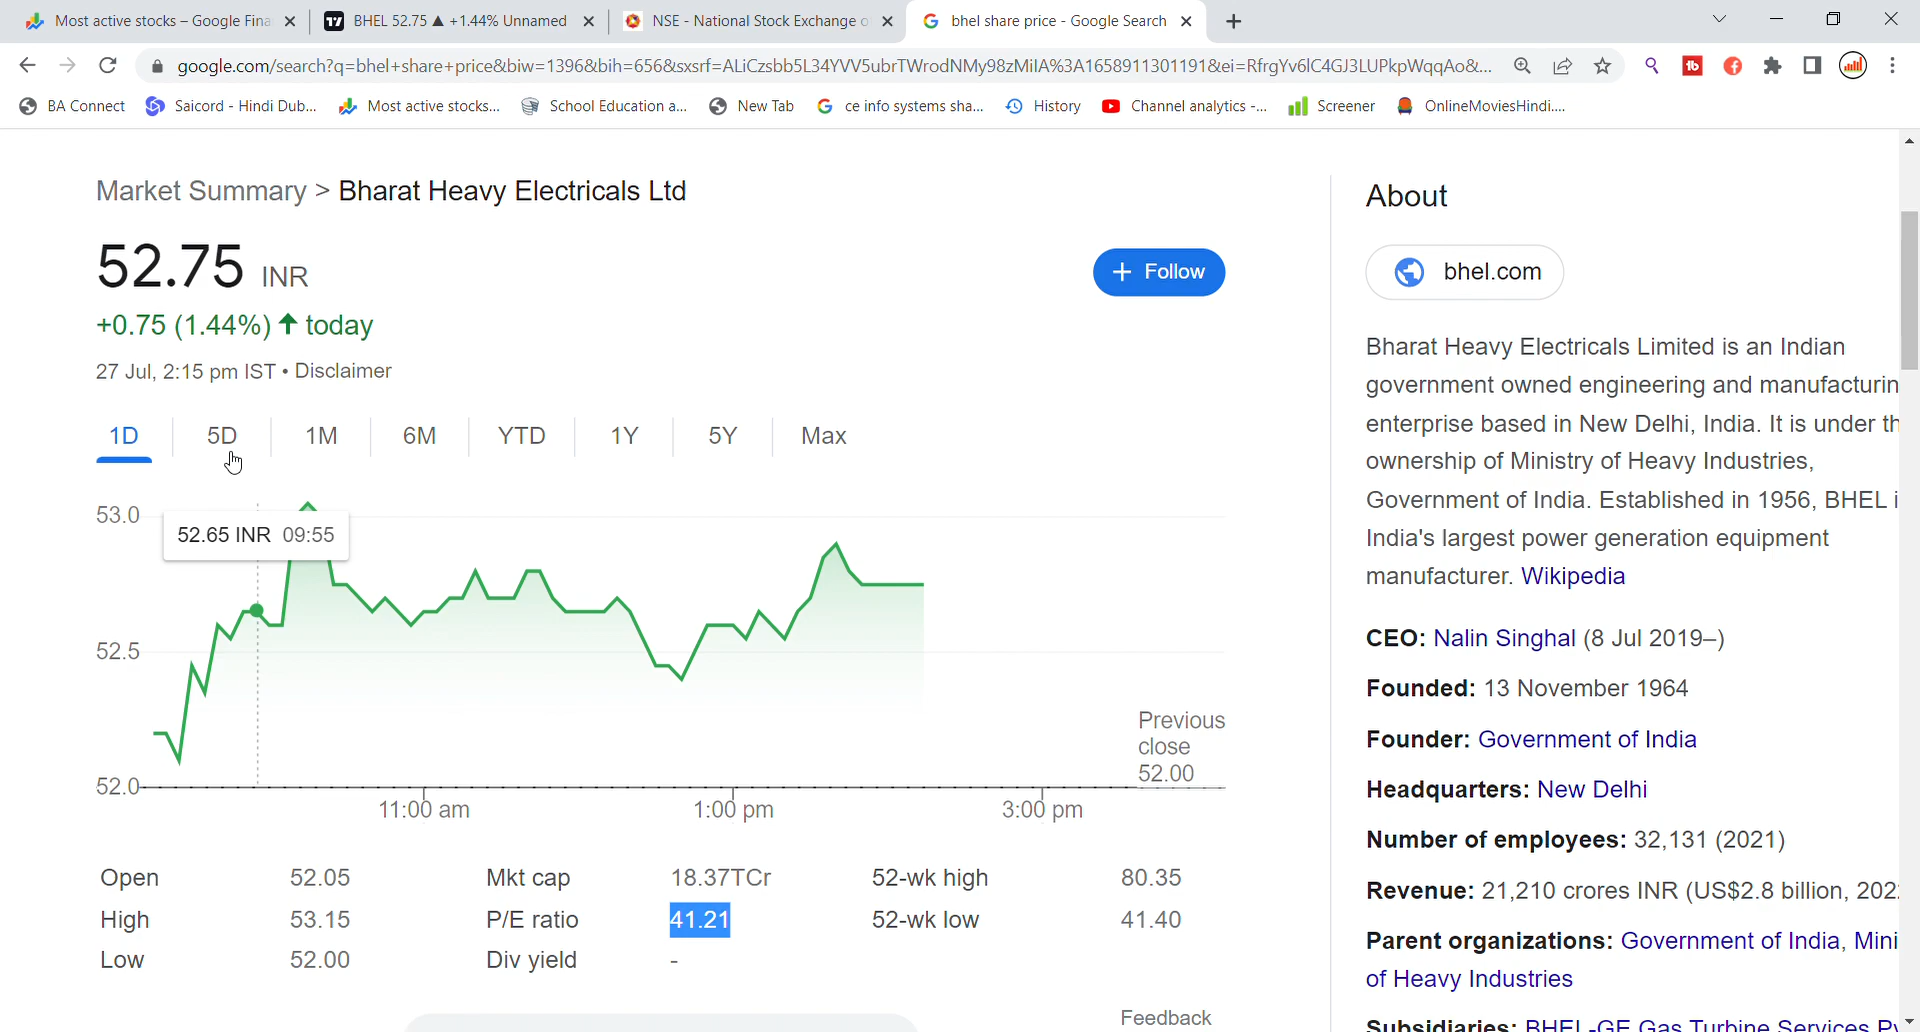 Most active stocks – Google Fina
BHEL 52.75 ▲ +1.44% Unnamed
NSE - National Stock Exchange o
bhel share price - Google Search
google.com/search?q=bhel+share+price&biw=1396&bih=656&sxsrf=ALiCzsbb5L34YVV5ubrTWrodNMy98zMiIA%3A1658911301191&ei=RfrgYv6lC4GJ3LUPkpWqqAo&...
BA Connect
Saicord - Hindi Dub...
Most active stocks...
School Education a...
New Tab
ce info systems sha...
History
Channel analytics -...
Screener
OnlineMoviesHindi....
Market Summary > Bharat Heavy Electricals Ltd
52.75 INR
+ Follow
+0.75 (1.44%) ↑ today
27 Jul, 2:15 pm IST • Disclaimer
1D 5D 1M 6M YTD 1Y 5Y Max
53.0
52.65 INR 09:55
52.5
52.0
Previous
close
52.00
11:00 am 1:00 pm 3:00 pm
Open 52.05 Mkt cap 18.37TCr 52-wk high 80.35
High 53.15 P/E ratio 41.21 52-wk low 41.40
Low 52.00 Div yield -
Feedback
About
bhel.com
Bharat Heavy Electricals Limited is an Indian
government owned engineering and manufacturin
enterprise based in New Delhi, India. It is under th
ownership of Ministry of Heavy Industries,
Government of India. Established in 1956, BHEL i
India's largest power generation equipment
manufacturer. Wikipedia
CEO: Nalin Singhal (8 Jul 2019–)
Founded: 13 November 1964
Founder: Government of India
Headquarters: New Delhi
Number of employees: 32,131 (2021)
Revenue: 21,210 crores INR (US$2.8 billion, 202
Parent organizations: Government of India, Mini
of Heavy Industries
Subsidiaries: BHEL-GE Gas Turbine Services P